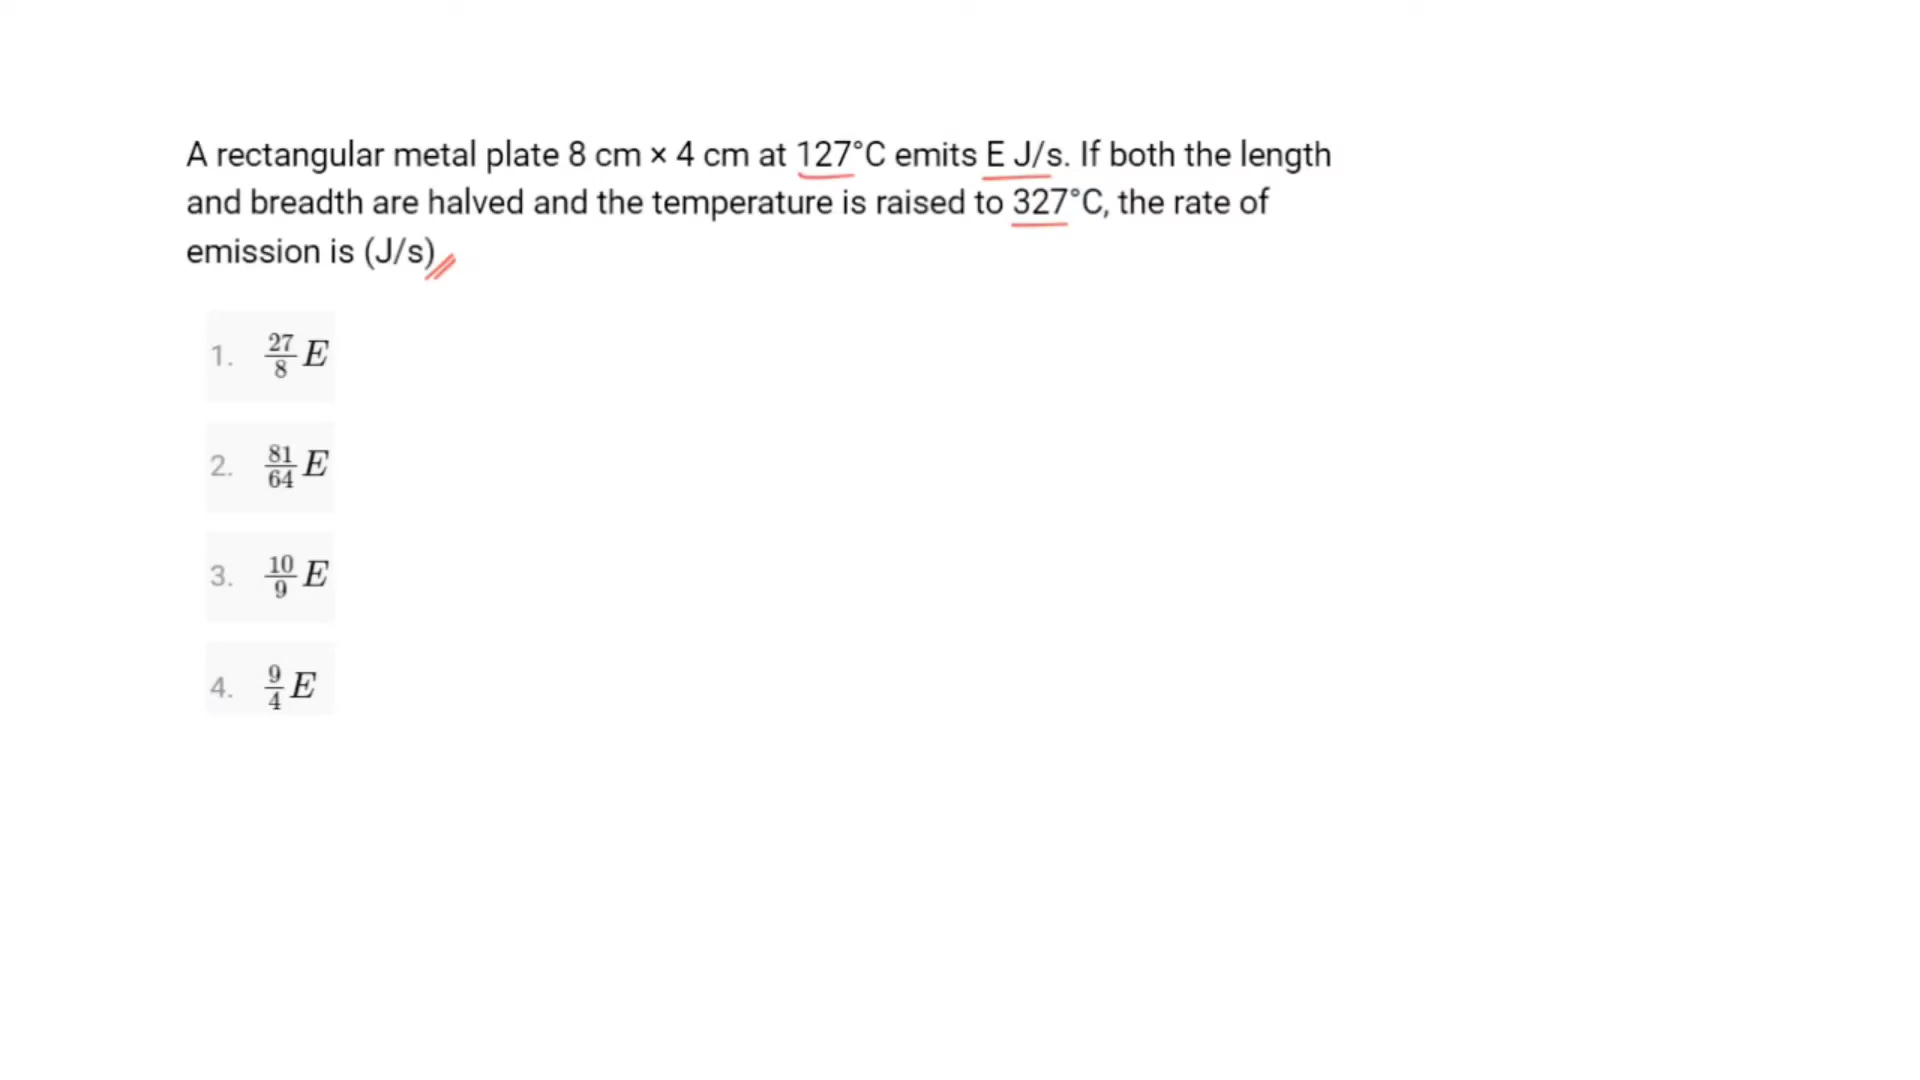 A rectangular metal plate 8 cm × 4 cm at 127°C emits E J/s. If both the length
and breadth are halved and the temperature is raised to 327°C, the rate of
emission is (J/s)
1. 27/8 E
2. 81/64 E
3. 10/9 E
4. 9/4 E